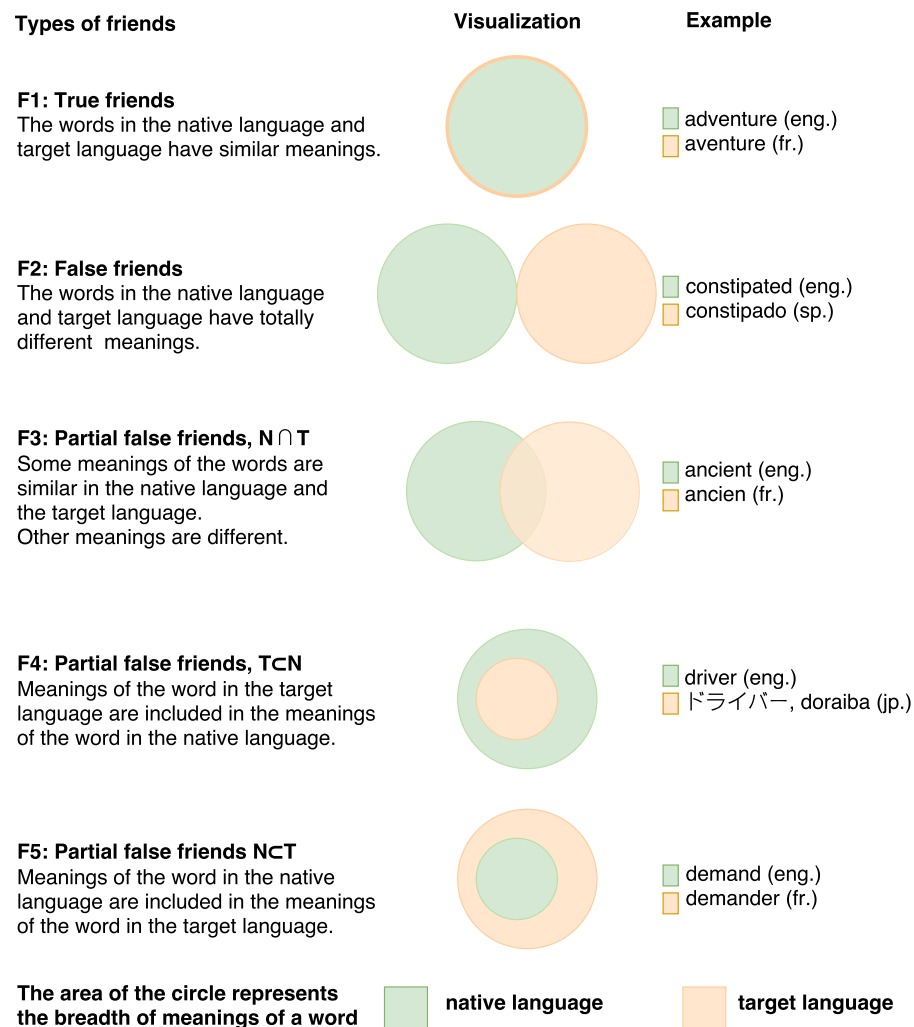 Types of friends
Visualization
Example
F1: True friends
The words in the native language and
target language have similar meanings.
adventure (eng.)
aventure (fr.)
F2: False friends
The words in the native language
and target language have totally
different  meanings.
constipated (eng.)
constipado (sp.)
F3: Partial false friends, N∩T
Some meanings of the words are
similar in the native language and
the target language.
Other meanings are different.
ancient (eng.)
ancien (fr.)
F4: Partial false friends, T⊂N
Meanings of the word in the target
language are included in the meanings
of the word in the native language.
driver (eng.)
ドライバー, doraiba (jp.)
F5: Partial false friends N⊂T
Meanings of the word in the native
language are included in the meanings
of the word in the target language.
demand (eng.)
demander (fr.)
The area of the circle represents
the breadth of meanings of a word
native language
target language